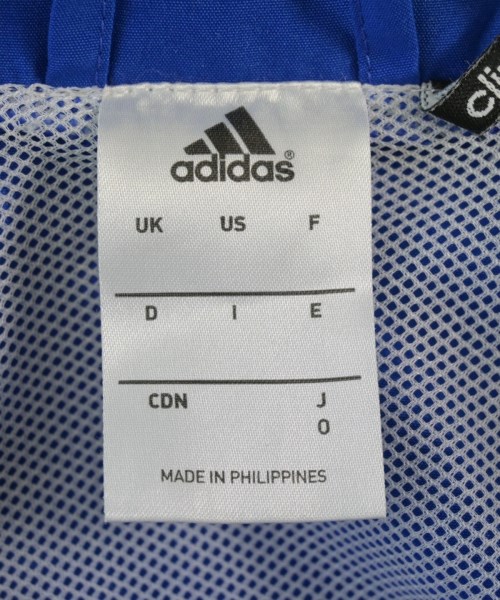 adidas®
UK US F
D I E
CDN J
O
MADE IN PHILIPPINES